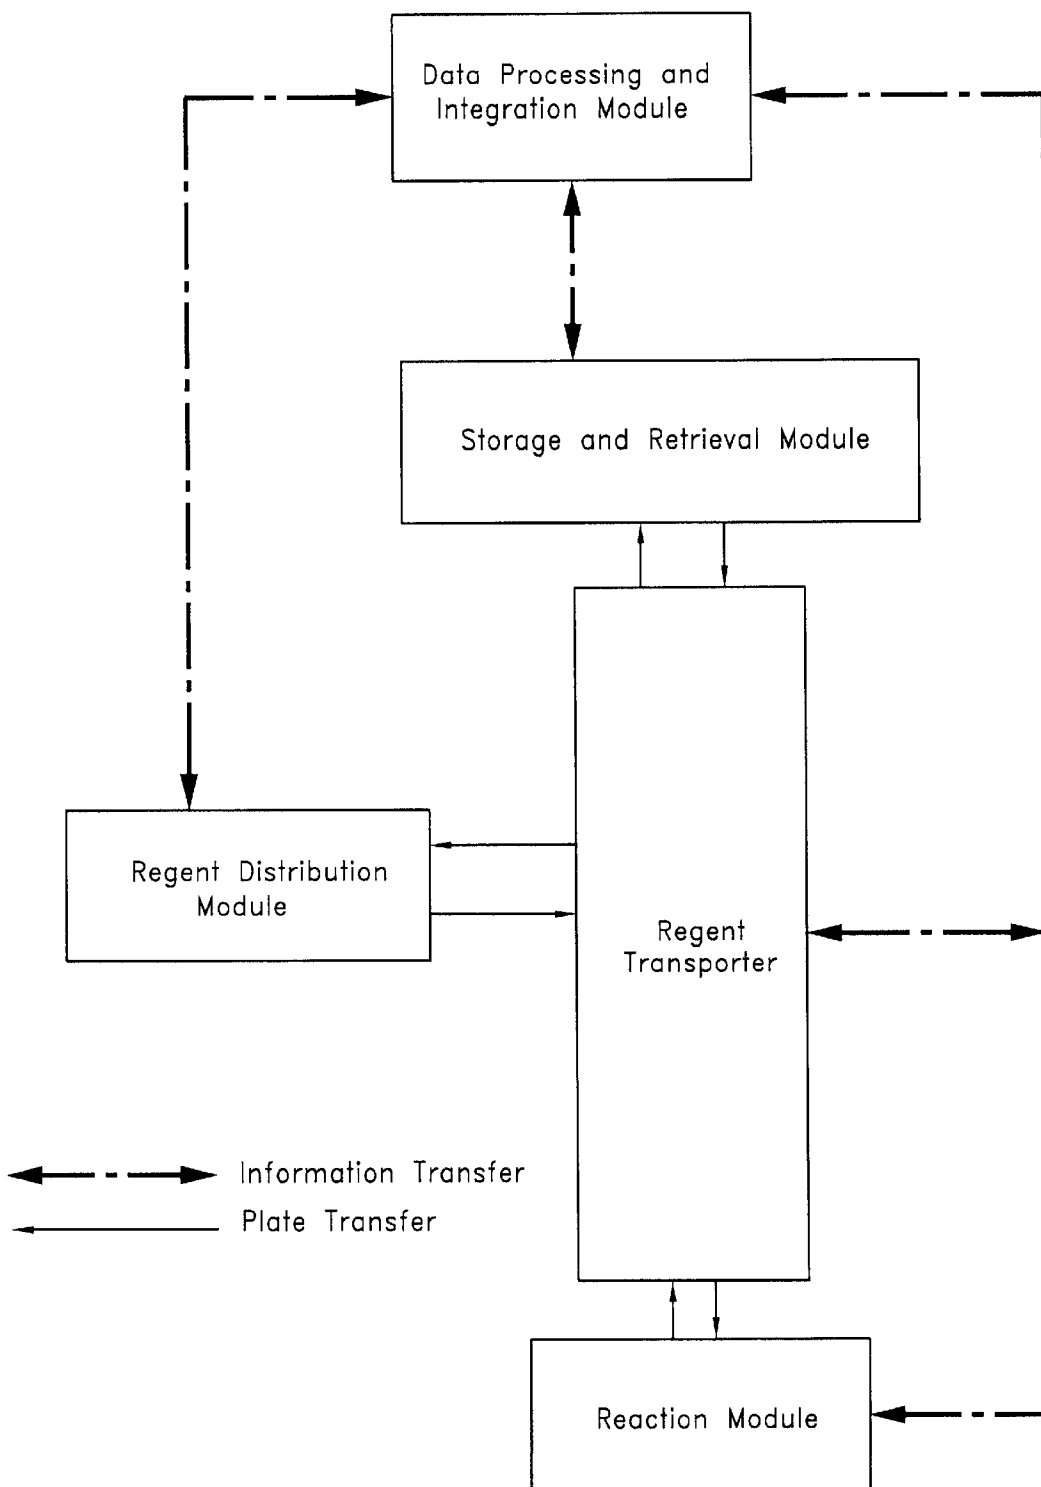 Data Processing and
Integration Module
Storage and Retrieval Module
Regent Distribution
Module
Regent
Transporter
Information Transfer
Plate Transfer
Reaction Module